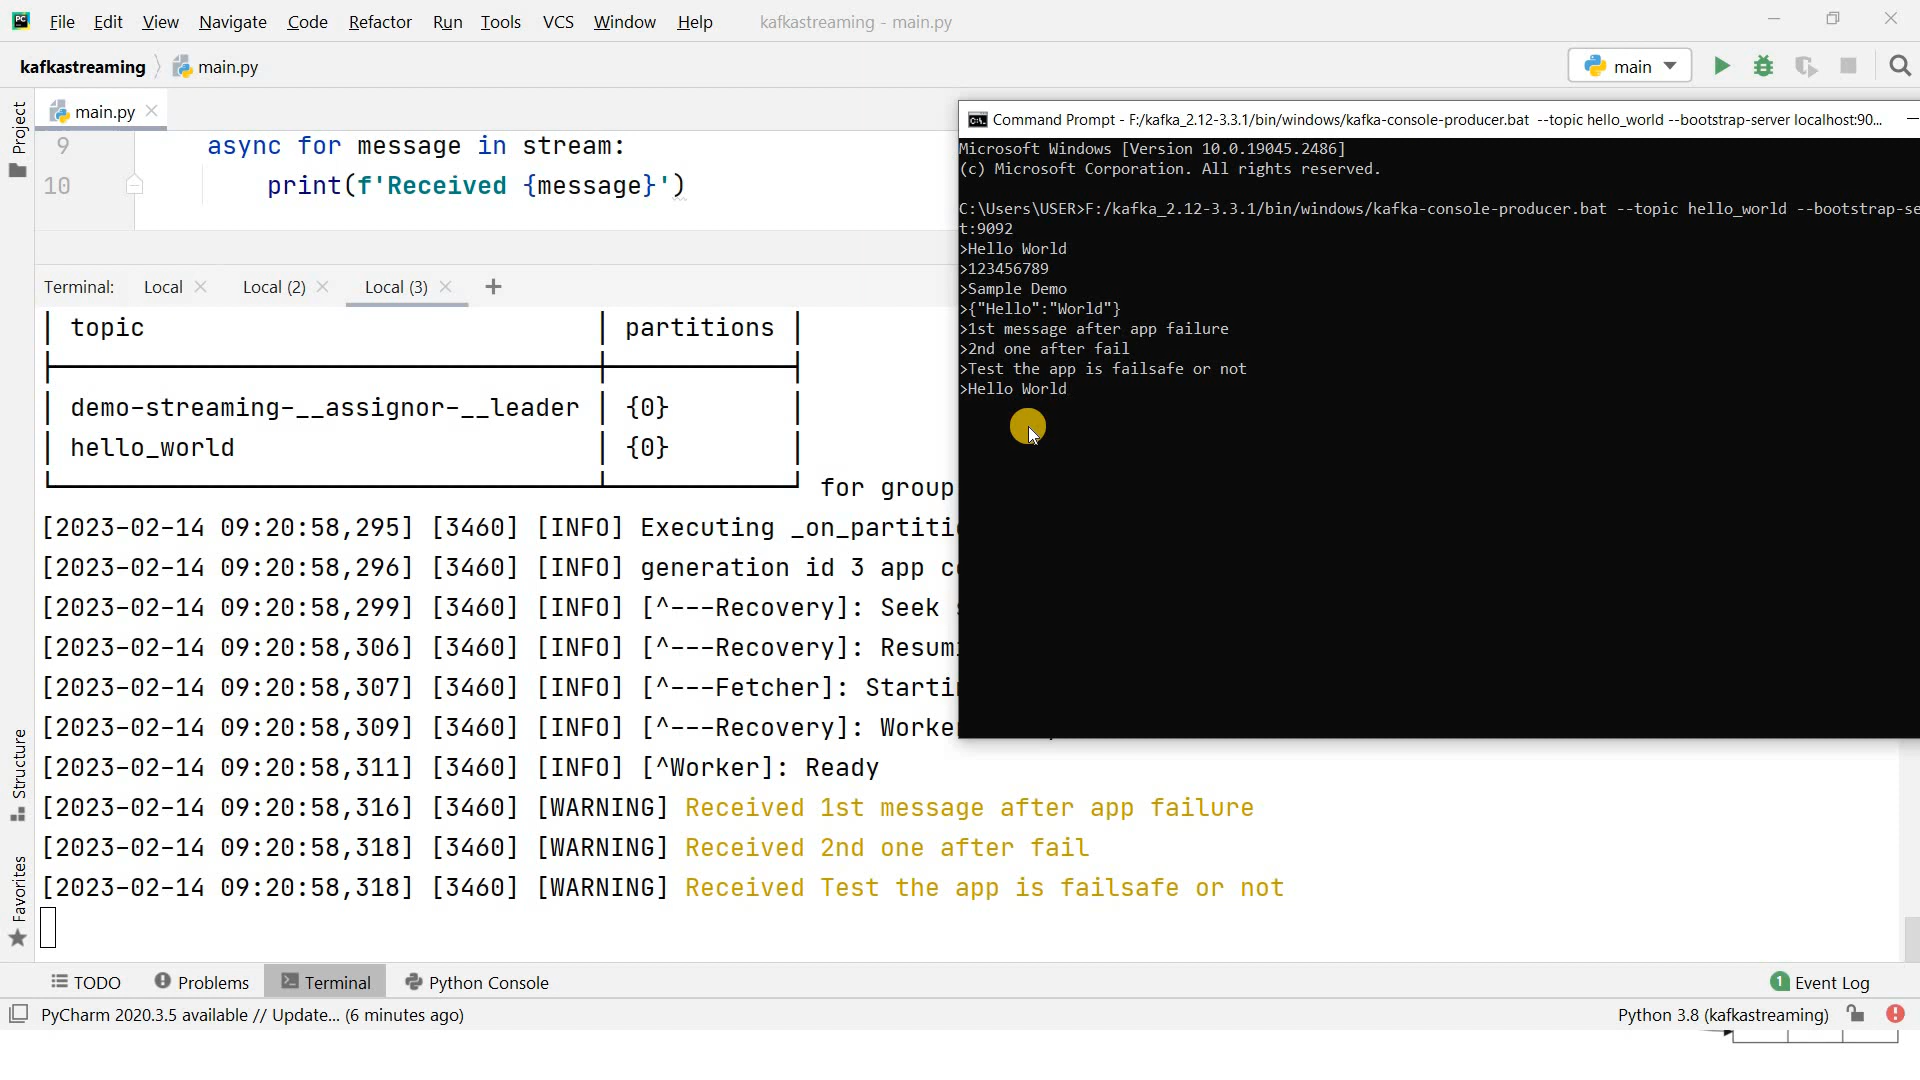 File Edit View Navigate Code Refactor Run Tools VCS Window Help kafkastreaming - main.py
kafkastreaming main.py main
Project
main.py
9 async for message in stream:
10 print(f'Received {message}')
Terminal: Local Local (2) Local (3)
topic partitions
demo-streaming-__assignor-__leader {0}
hello_world {0}
for group
[2023-02-14 09:20:58,295] [3460] [INFO] Executing _on_partiti
[2023-02-14 09:20:58,296] [3460] [INFO] generation id 3 app c
[2023-02-14 09:20:58,299] [3460] [INFO] [^---Recovery]: Seek
[2023-02-14 09:20:58,306] [3460] [INFO] [^---Recovery]: Resum
[2023-02-14 09:20:58,307] [3460] [INFO] [^---Fetcher]: Starti
[2023-02-14 09:20:58,309] [3460] [INFO] [^---Recovery]: Worke
[2023-02-14 09:20:58,311] [3460] [INFO] [^Worker]: Ready
[2023-02-14 09:20:58,316] [3460] [WARNING] Received 1st message after app failure
[2023-02-14 09:20:58,318] [3460] [WARNING] Received 2nd one after fail
[2023-02-14 09:20:58,318] [3460] [WARNING] Received Test the app is failsafe or not
Command Prompt - F:/kafka_2.12-3.3.1/bin/windows/kafka-console-producer.bat --topic hello_world --bootstrap-server localhost:90...
Microsoft Windows [Version 10.0.19045.2486]
(c) Microsoft Corporation. All rights reserved.
C:\Users\USER>F:/kafka_2.12-3.3.1/bin/windows/kafka-console-producer.bat --topic hello_world --bootstrap-se
t:9092
>Hello World
>123456789
>Sample Demo
>{"Hello":"World"}
>1st message after app failure
>2nd one after fail
>Test the app is failsafe or not
>Hello World
Structure
Favorites
TODO Problems Terminal Python Console 1 Event Log
PyCharm 2020.3.5 available // Update... (6 minutes ago) Python 3.8 (kafkastreaming)